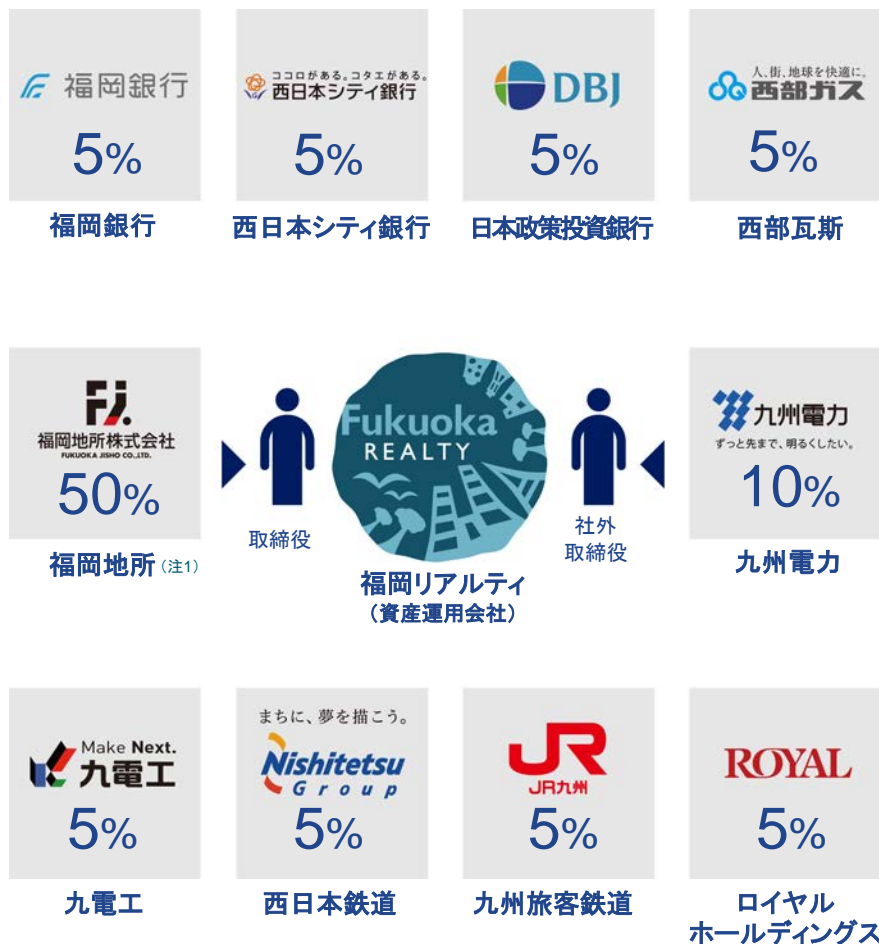 福岡銀行
5%
福岡銀行
ココロがある。コタエがある。
西日本シティ銀行
5%
西日本シティ銀行
DBJ
5%
日本政策投資銀行
人、街、地球を快適に。
西部ガス
5%
西部瓦斯
FJ.
福岡地所株式会社
FUKUOKA JISHO CO.,LTD.
50%
福岡地所(注1)
取締役
Fukuoka
REALTY
福岡リアルティ
(資産運用会社)
社外
取締役
九州電力
ずっと先まで、明るくしたい。
10%
九州電力
Make Next.
九電工
5%
九電工
まちに、夢を描こう。
Nishitetsu
Group
5%
西日本鉄道
JR
JR九州
5%
九州旅客鉄道
ROYAL
5%
ロイヤル
ホールディングス